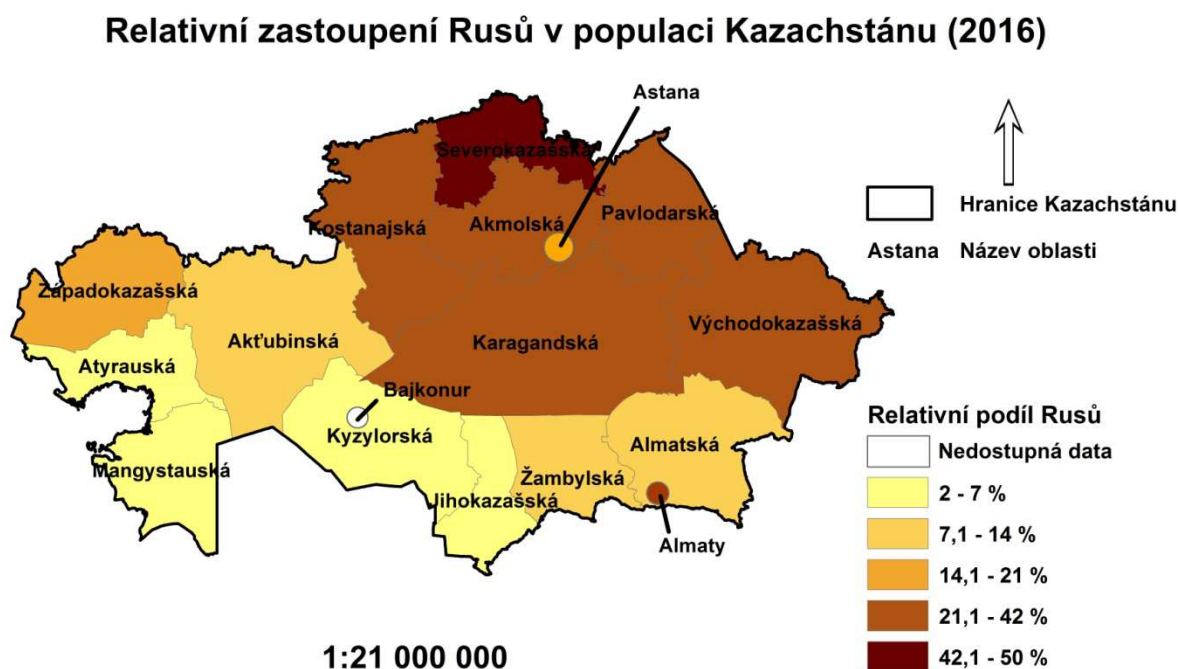 Relativní zastoupení Rusů v populaci Kazachstánu (2016)
Astana
Severokazašská
Kostanajská
Akmolská
Pavlodarská
Západokazašská
Akťubinská
Karagandská
Východokazašská
Atyrauská
Bajkonur
Kyzylorská
Mangystauská
Jihokazašská
Žambylská
Almatská
Almaty
Hranice Kazachstánu
Astana Název oblasti
Relativní podíl Rusů
Nedostupná data
2 - 7 %
7,1 - 14 %
14,1 - 21 %
21,1 - 42 %
42,1 - 50 %
1:21 000 000